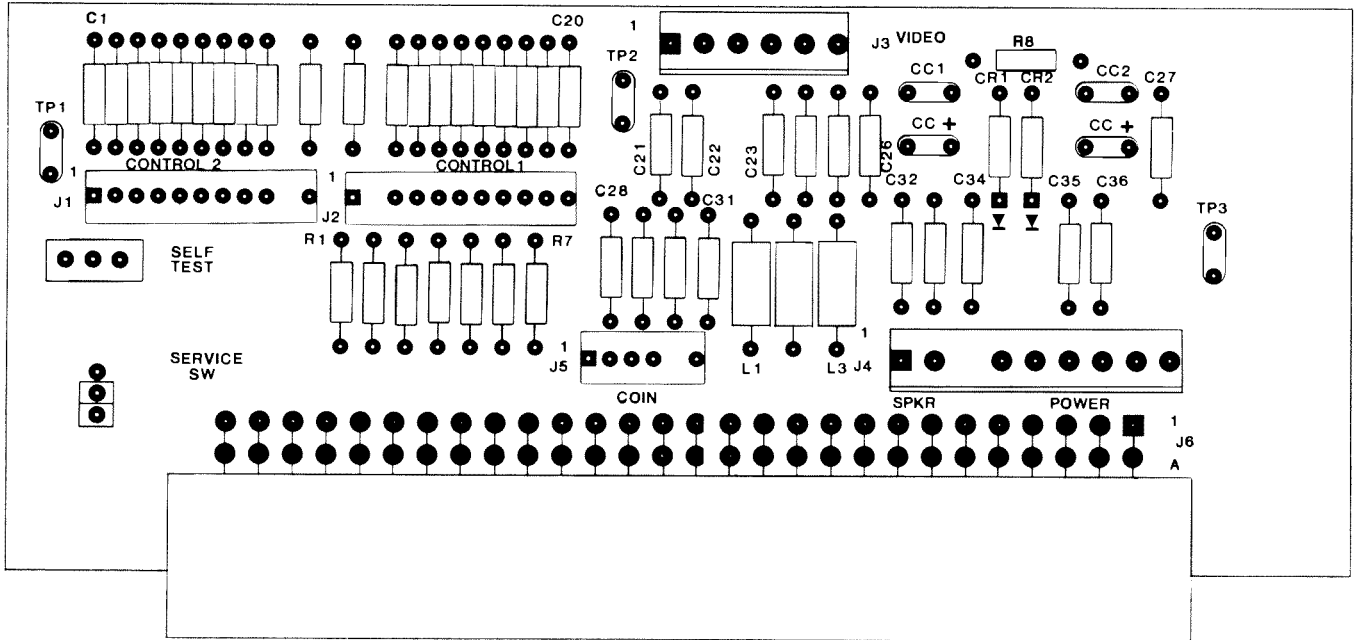 C1
C20
1
J3 VIDEO
R8
TP2
CC1
CR1 CR2
CC2
C27
TP1
CC +
CC +
C21
C22
C23
C26
1
CONTROL 2
1
CONTROL 1
J1
J2
C28
C31
C32
C34
C35
C36
TP3
R1
R7
SELF
TEST
1
J5
L1
L3
1
J4
SERVICE
SW
COIN
SPKR
POWER
1
J6
A